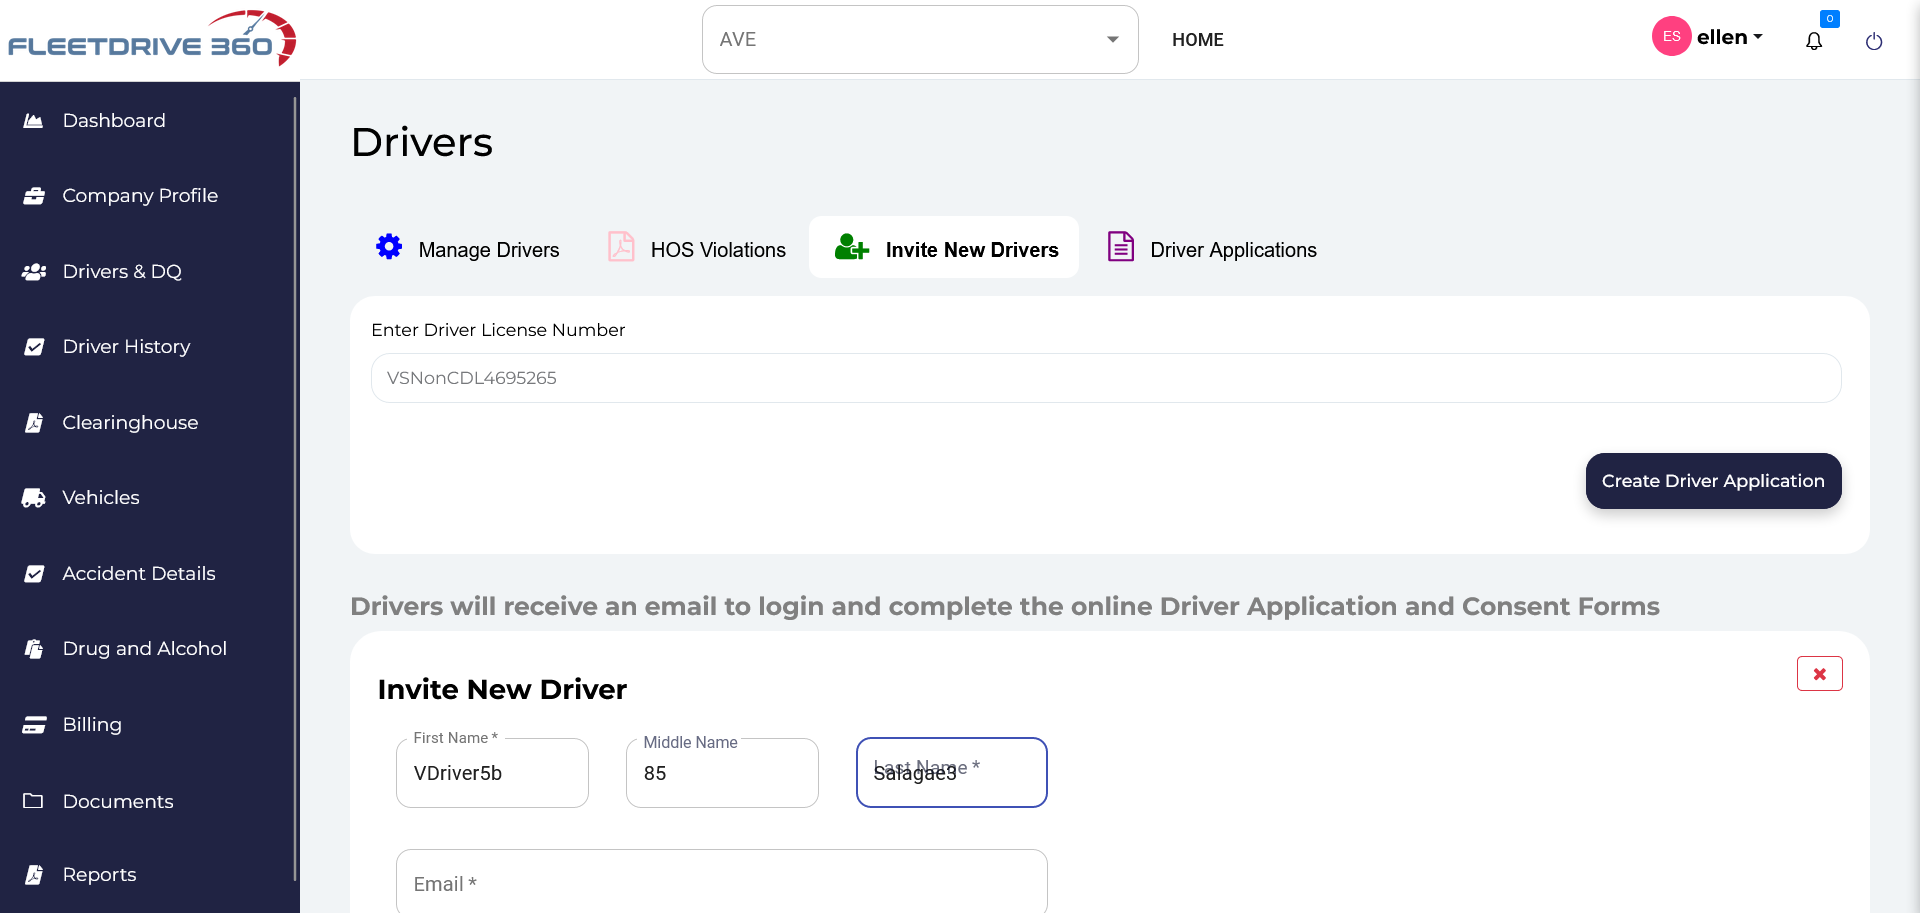 FLEETDRIVE 360
AVE
HOME
ES
ellen
0
Dashboard
Company Profile
Drivers & DQ
Driver History
Clearinghouse
Vehicles
Accident Details
Drug and Alcohol
Billing
Documents
Reports
Drivers
Manage Drivers
HOS Violations
Invite New Drivers
Driver Applications
Enter Driver License Number
VSNonCDL4695265
Create Driver Application
Drivers will receive an email to login and complete the online Driver Application and Consent Forms
Invite New Driver
First Name *
VDriver5b
Middle Name
85
Last Name *
Salagae3
Email *